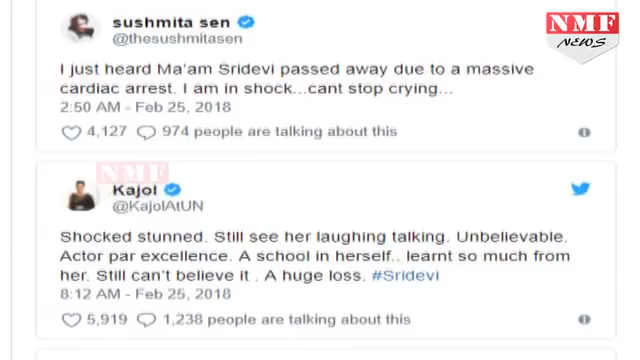 NMF
NEWS
sushmita sen
@thesushmitasen
I just heard Ma'am Sridevi passed away due to a massive
cardiac arrest. I am in shock...cant stop crying...
2:50 AM - Feb 25, 2018
4,127 974 people are talking about this
NMF
Kajol
@KajolAtUN
Shocked stunned. Still see her laughing talking. Unbelievable.
Actor par excellence. A school in herself.. learnt so much from
her. Still can't believe it . A huge loss. #Sridevi
8:12 AM - Feb 25, 2018
5,919 1,238 people are talking about this